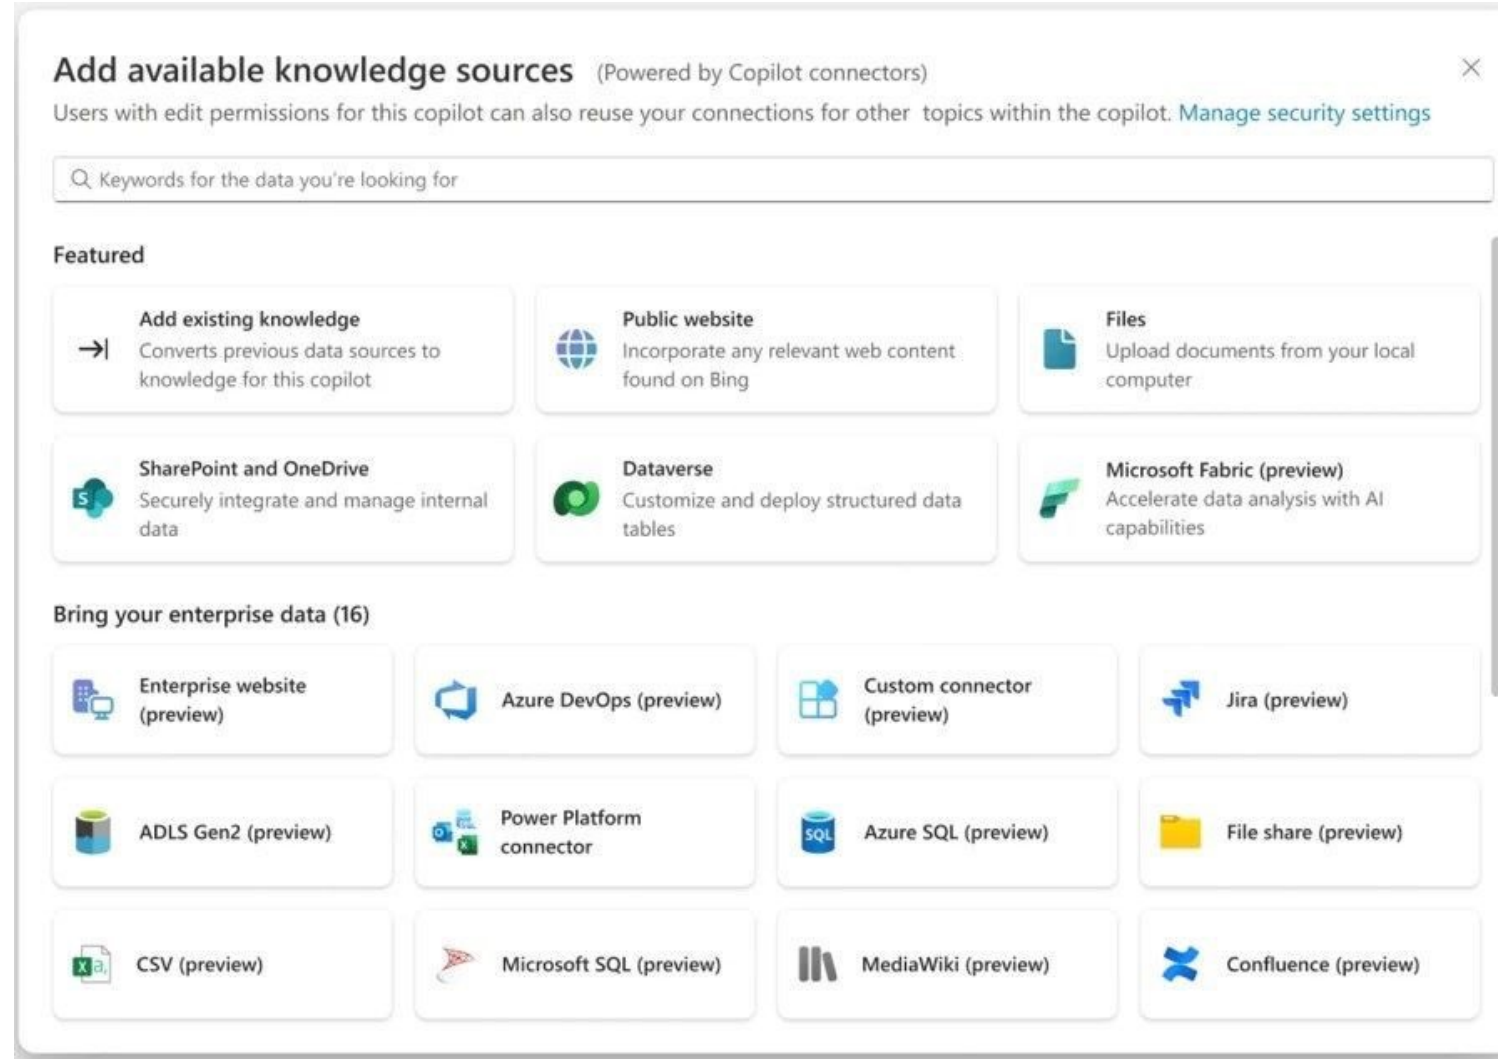 Add available knowledge sources (Powered by Copilot connectors)
Users with edit permissions for this copilot can also reuse your connections for other topics within the copilot. Manage security settings
Keywords for the data you're looking for
Featured
Add existing knowledge
Converts previous data sources to
knowledge for this copilot
Public website
Incorporate any relevant web content
found on Bing
Files
Upload documents from your local
computer
SharePoint and OneDrive
Securely integrate and manage internal
data
Dataverse
Customize and deploy structured data
tables
Microsoft Fabric (preview)
Accelerate data analysis with AI
capabilities
Bring your enterprise data (16)
Enterprise website
(preview)
Azure DevOps (preview)
Custom connector
(preview)
Jira (preview)
ADLS Gen2 (preview)
Power Platform
connector
SQL
Azure SQL (preview)
File share (preview)
CSV (preview)
Microsoft SQL (preview)
MediaWiki (preview)
Confluence (preview)